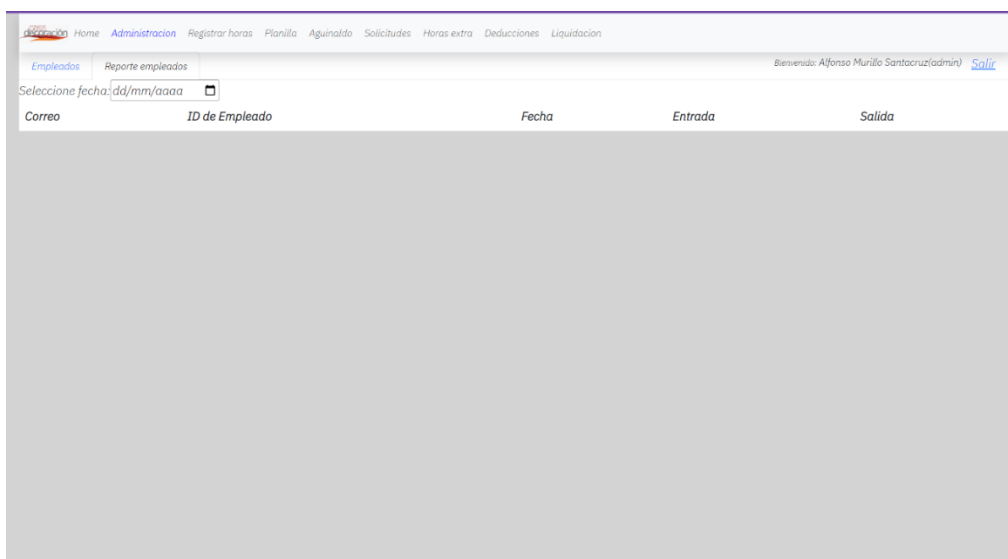 decoración Home Administracion Registrar horas Planilla Aguinaldo Solicitudes Horas extra Deducciones Liquidacion
Empleados Reporte empleados Bienvenido: Alfonso Murillo Santacruz(admin) Salir
Seleccione fecha: dd/mm/aaaa
Correo ID de Empleado Fecha Entrada Salida